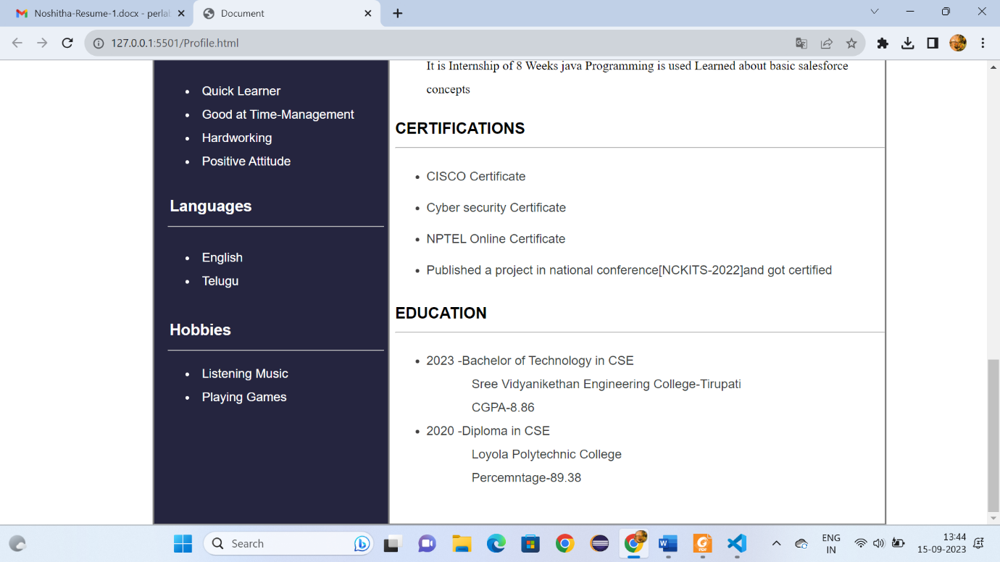 Noshitha-Resume-1.docx - perla
Document
127.0.0.1:5501/Profile.html
Quick Learner
Good at Time-Management
Hardworking
Positive Attitude
Languages
English
Telugu
Hobbies
Listening Music
Playing Games
It is Internship of 8 Weeks java Programming is used Learned about basic salesforce
concepts
CERTIFICATIONS
CISCO Certificate
Cyber security Certificate
NPTEL Online Certificate
Published a project in national conference[NCKITS-2022]and got certified
EDUCATION
2023 -Bachelor of Technology in CSE
Sree Vidyanikethan Engineering College-Tirupati
CGPA-8.86
2020 -Diploma in CSE
Loyola Polytechnic College
Percemntage-89.38
Search
ENG
IN
13:44
15-09-2023